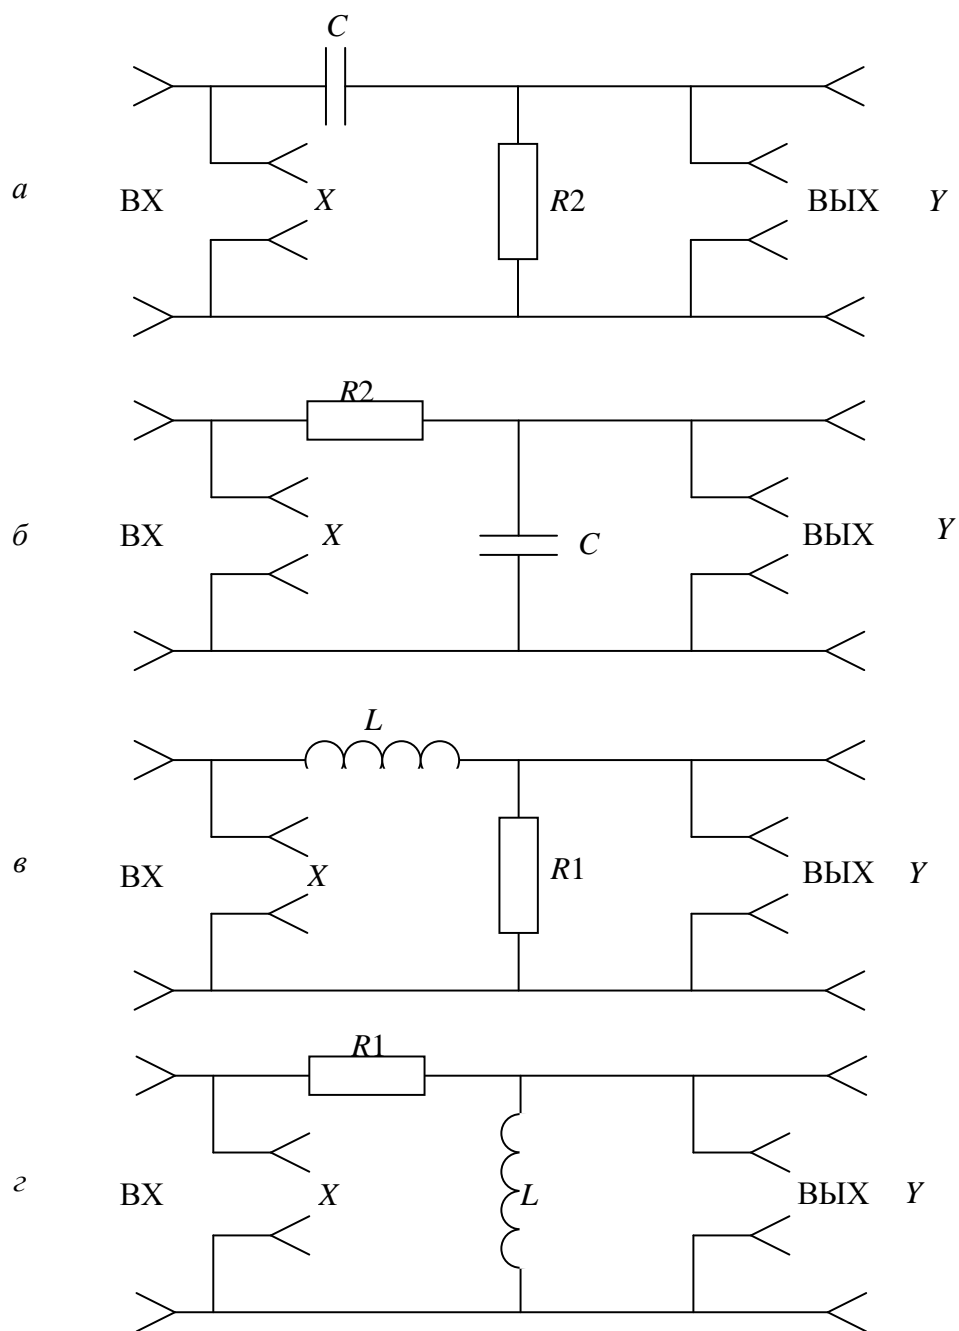 C
а ВХ X R2 ВЫХ Y
R2
б ВХ X C ВЫХ Y
L
в ВХ X R1 ВЫХ Y
R1
г ВХ X L ВЫХ Y